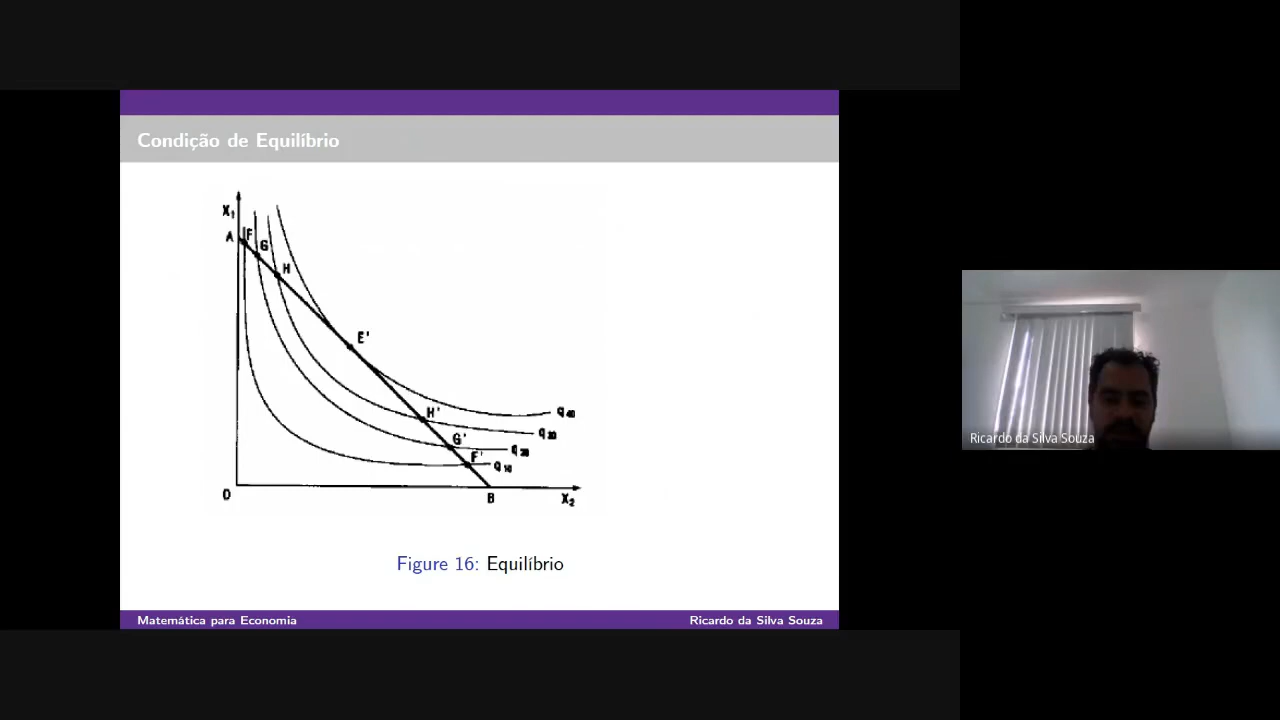 Condição de Equilíbrio
X₁
A
F
G
H
E'
H'
G'
F'
q₄₀
q₃₀
q₂₀
q₁₀
O
B
X₂
Figure 16: Equilíbrio
Matemática para Economia
Ricardo da Silva Souza
Ricardo da Silva Souza